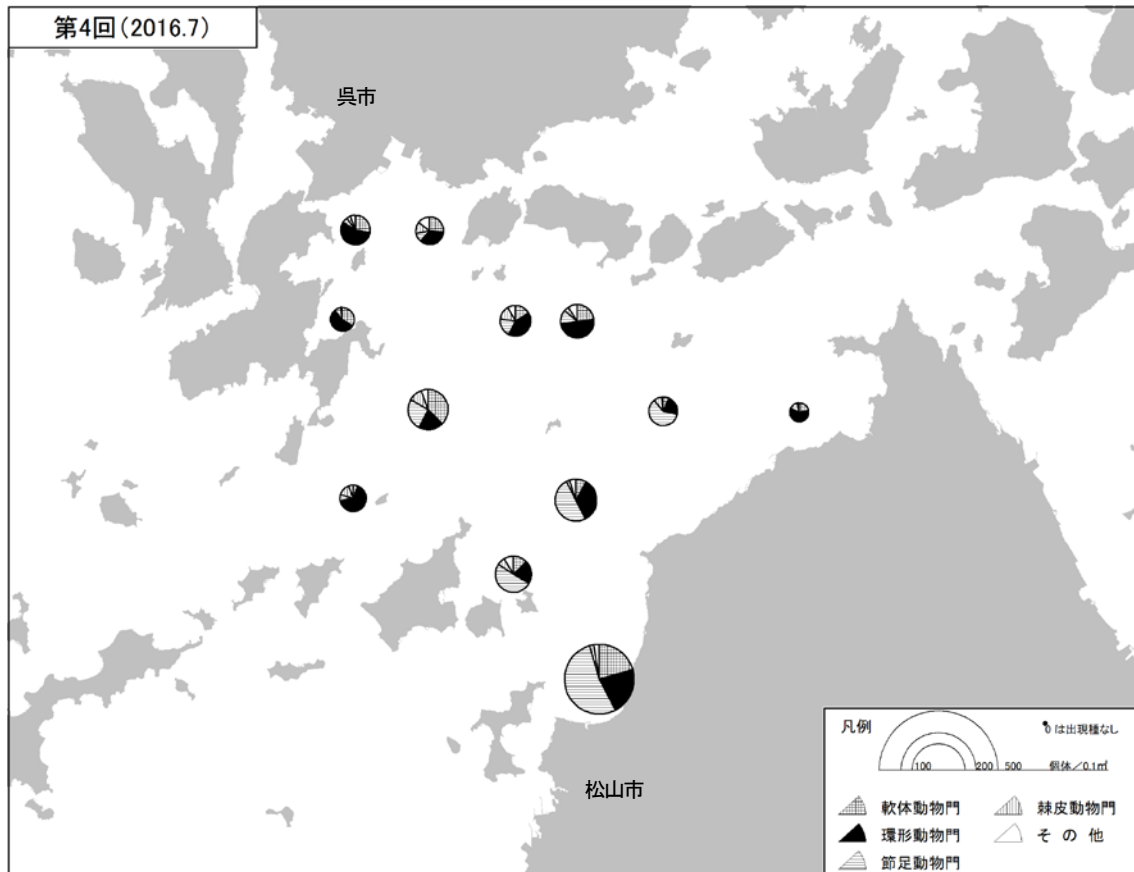 第4回(2016.7)
呉市
松山市
凡例
0 は出現種なし
100 200 500 個体/0.1㎡
軟体動物門 棘皮動物門
環形動物門 その他
節足動物門